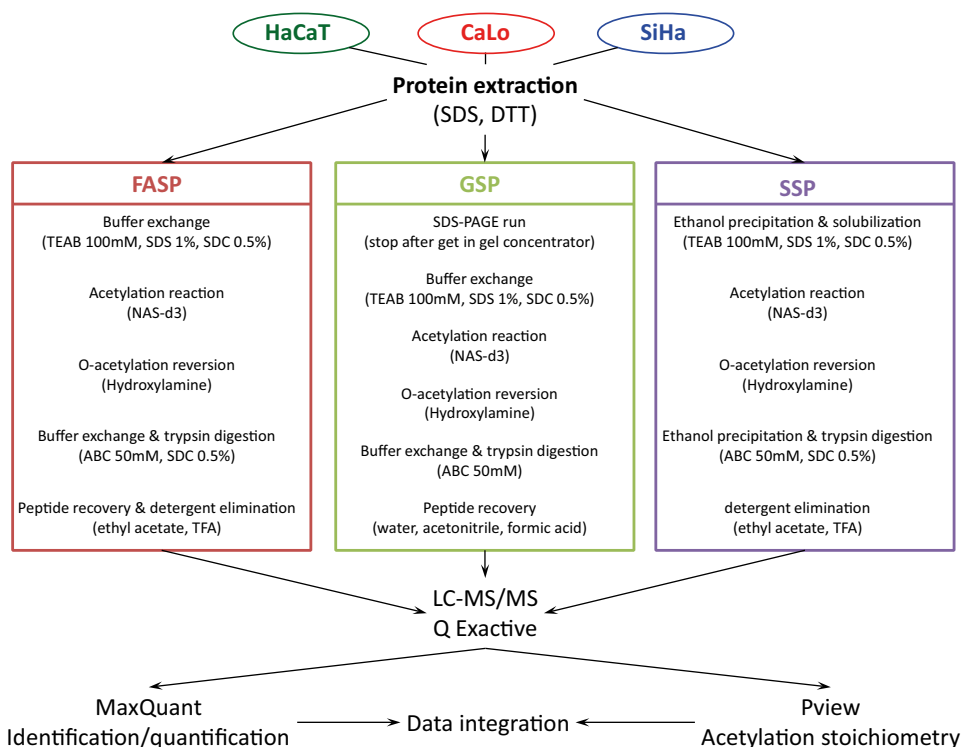 HaCaT
CaLo
SiHa
Protein extraction
(SDS, DTT)
FASP
Buffer exchange
(TEAB 100mM, SDS 1%, SDC 0.5%)
Acetylation reaction
(NAS-d3)
O-acetylation reversion
(Hydroxylamine)
Buffer exchange & trypsin digestion
(ABC 50mM, SDC 0.5%)
Peptide recovery & detergent elimination
(ethyl acetate, TFA)
GSP
SDS-PAGE run
(stop after get in gel concentrator)
Buffer exchange
(TEAB 100mM, SDS 1%, SDC 0.5%)
Acetylation reaction
(NAS-d3)
O-acetylation reversion
(Hydroxylamine)
Buffer exchange & trypsin digestion
(ABC 50mM)
Peptide recovery
(water, acetonitrile, formic acid)
SSP
Ethanol precipitation & solubilization
(TEAB 100mM, SDS 1%, SDC 0.5%)
Acetylation reaction
(NAS-d3)
O-acetylation reversion
(Hydroxylamine)
Ethanol precipitation & trypsin digestion
(ABC 50mM, SDC 0.5%)
detergent elimination
(ethyl acetate, TFA)
LC-MS/MS
Q Exactive
MaxQuant
Identification/quantification
Data integration
Pview
Acetylation stoichiometry